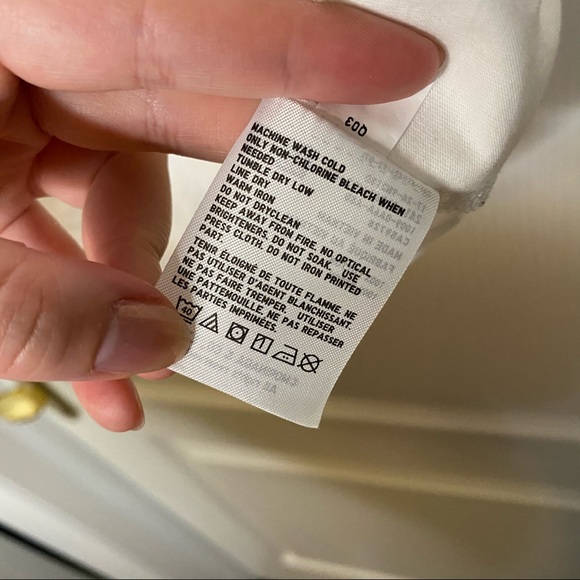 003
MACHINE WASH COLD
ONLY NON-CHLORINE BLEACH WHEN
NEEDED
TUMBLE DRY LOW
LINE DRY
WARM IRON
DO NOT DRYCLEAN
KEEP AWAY FROM FIRE. NO OPTICAL
BRIGHTENERS. DO NOT SOAK. USE
PRESS CLOTH. DO NOT IRON PRINTED
PART.
TENIR ÉLOIGNÉ DE TOUTE FLAMME. NE
PAS UTILISER D'AGENT BLANCHISSANT.
NE PAS FAIRE TREMPER. UTILISER
UNE PATTEMOUILLE. NE PAS REPASSER
LES PARTIES IMPRIMÉES.
40